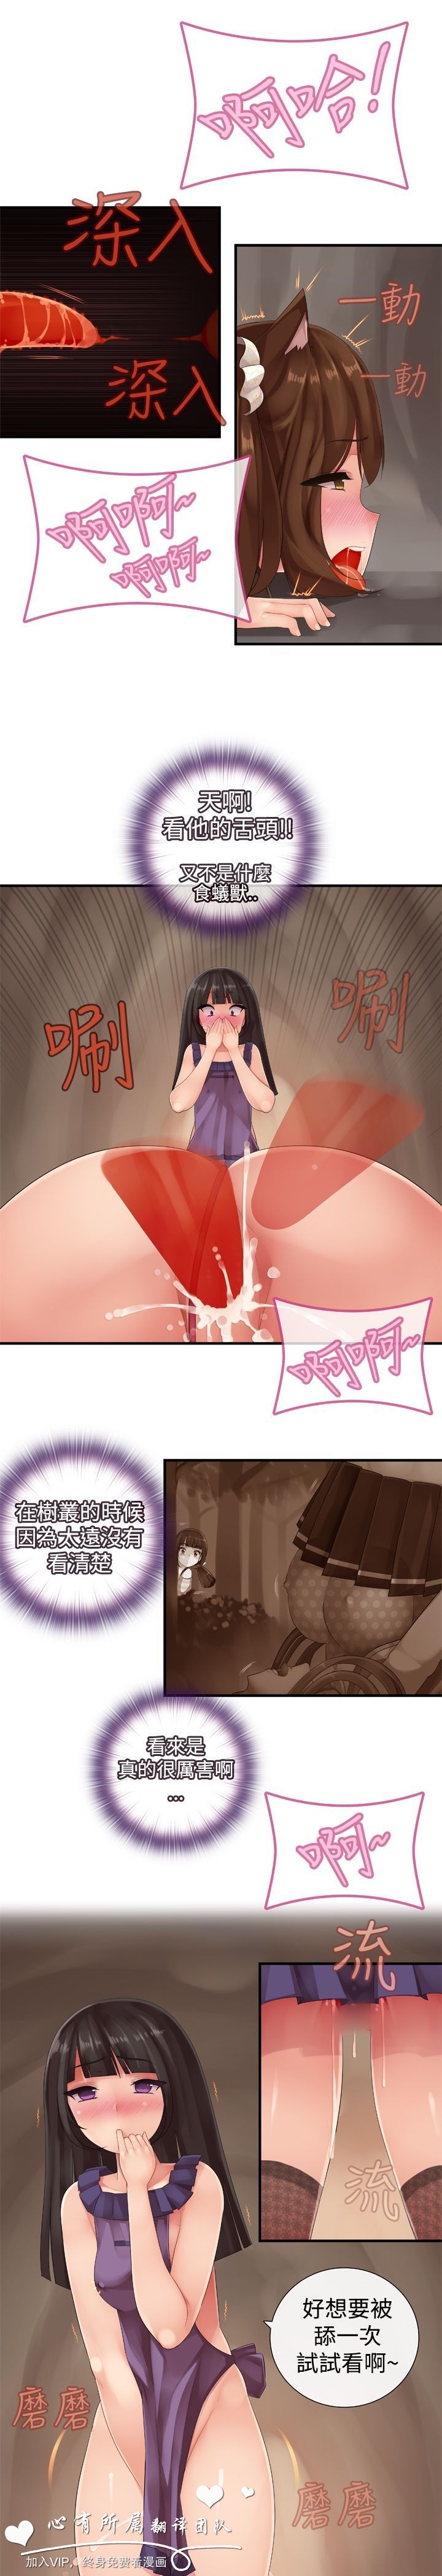 啊哈!
深入
深入
一動
一動
啊啊~
啊啊~
天啊!
看他的舌頭!!
又不是什麼
食蟻獸..
唰
唰
啊啊~
在樹叢的時候
因為太遠沒有
看清楚
看來是
真的很厲害啊
...
啊~
流
流
好想要被
舔一次
試試看啊~
磨磨
磨磨
心有所属翻译团队
加入VIP，终身免费看漫画